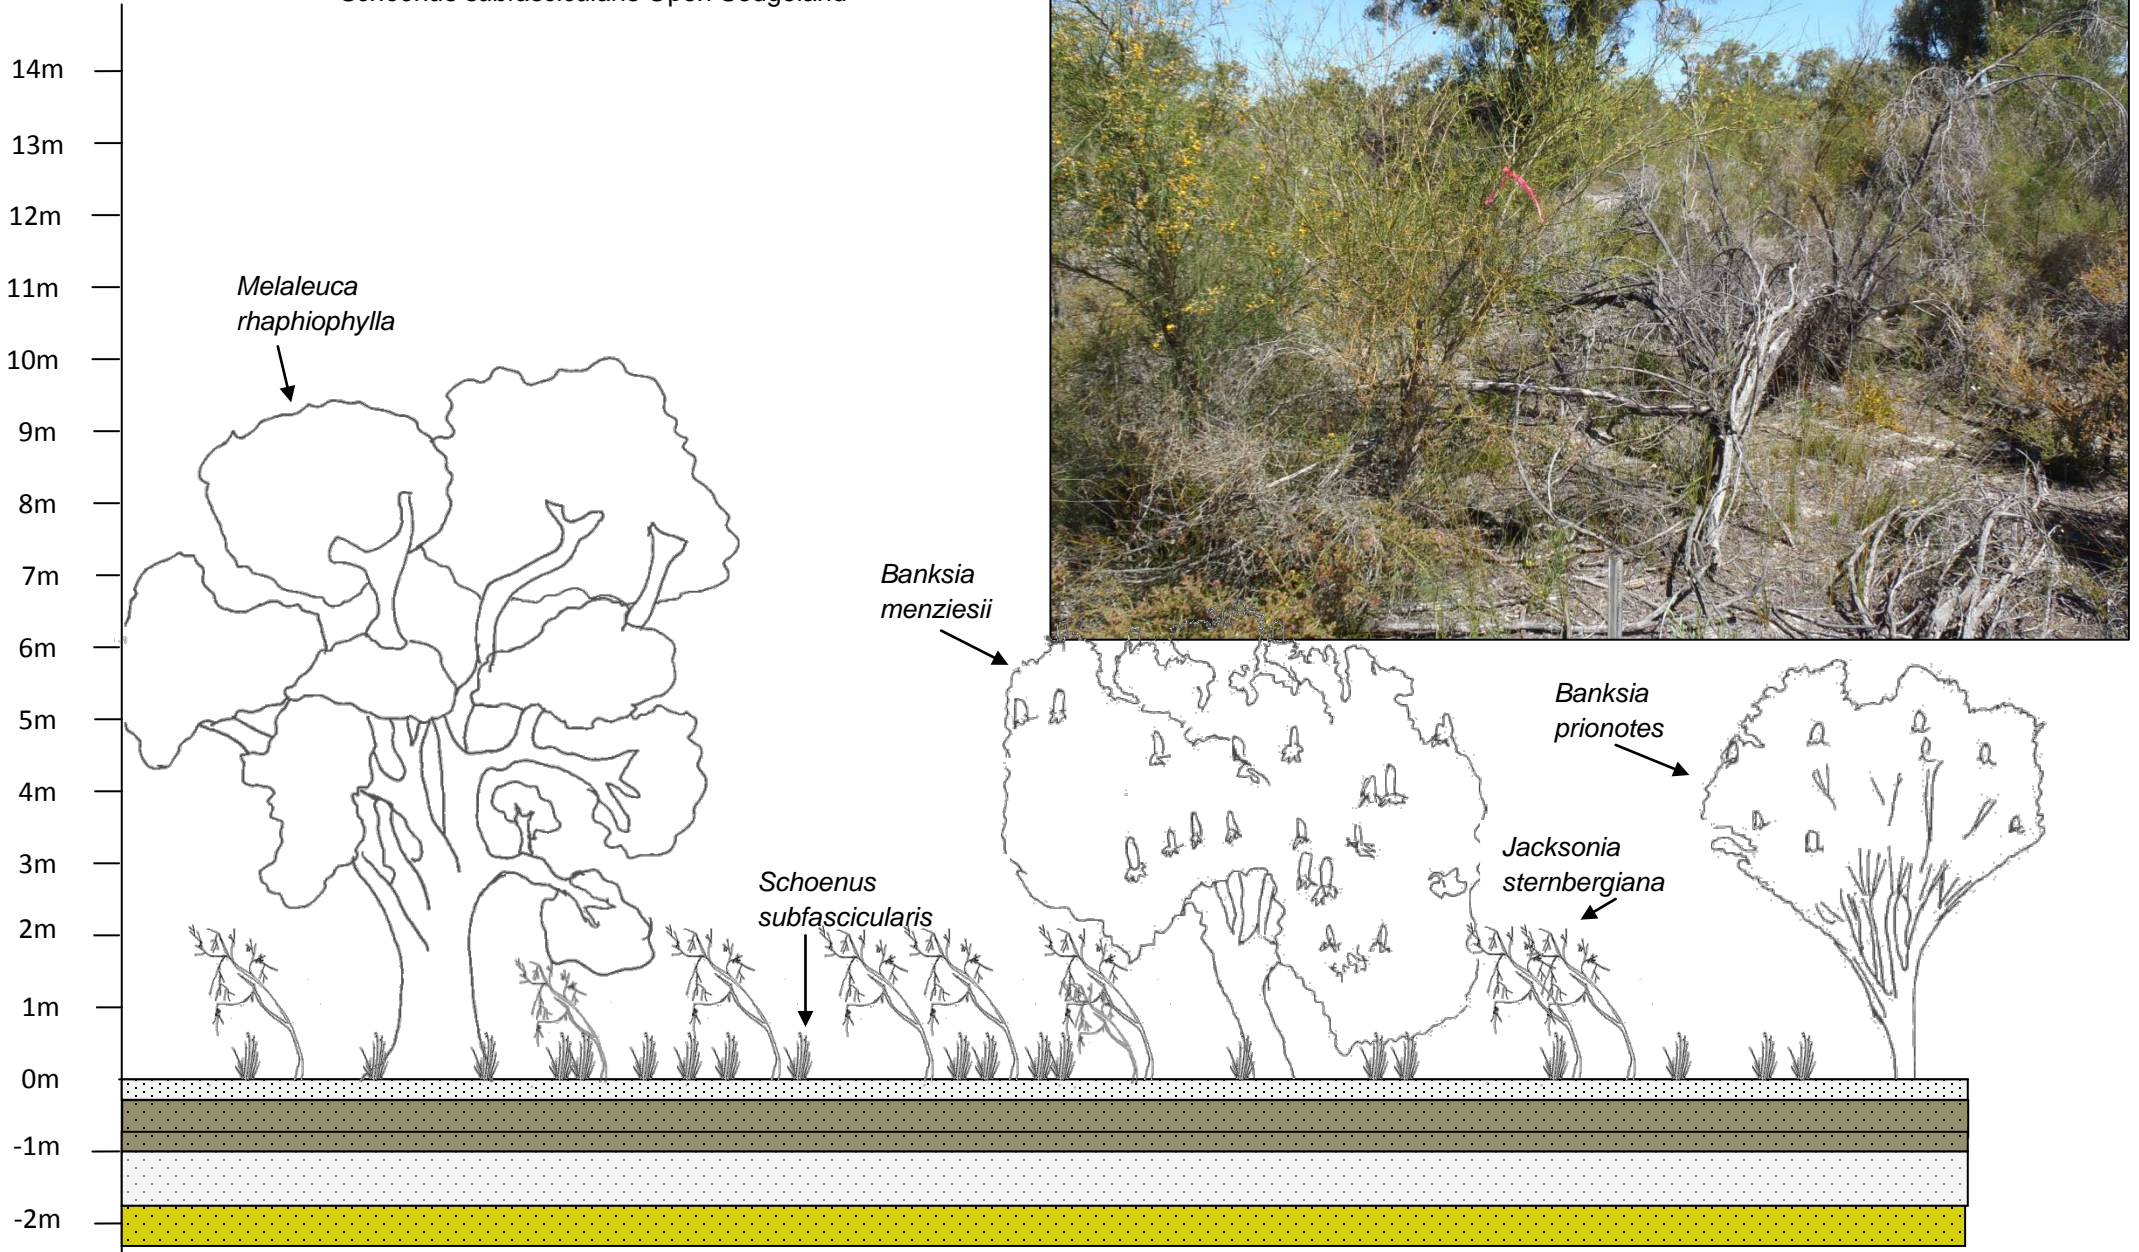 Schoenus subfascicularis Open Sedgeland
14m
13m
12m
11m
10m
9m
8m
7m
6m
5m
4m
3m
2m
1m
0m
-1m
-2m
Melaleuca
rhaphiophylla
Banksia
menziesii
Banksia
prionotes
Jacksonia
sternbergiana
Schoenus
subfascicularis